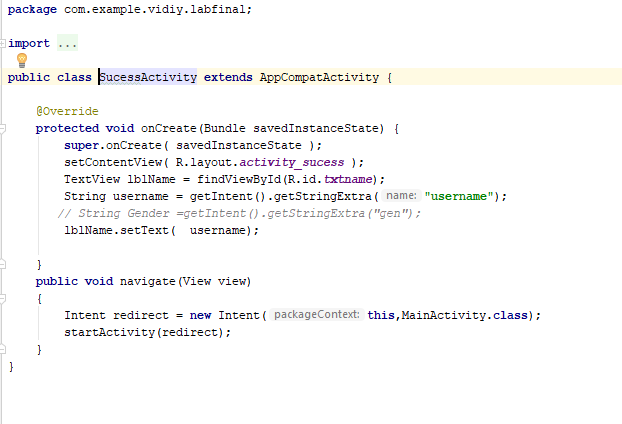 package com.example.vidiy.labfinal;
import ...
public class SucessActivity extends AppCompatActivity {
@Override
protected void onCreate(Bundle savedInstanceState) {
super.onCreate( savedInstanceState );
setContentView( R.layout.activity_sucess );
TextView lblName = findViewById(R.id.txtname);
String username = getIntent().getStringExtra( name: "username");
// String Gender =getIntent().getStringExtra("gen");
lblName.setText(  username);
}
public void navigate(View view)
{
Intent redirect = new Intent( packageContext: this,MainActivity.class);
startActivity(redirect);
}
}